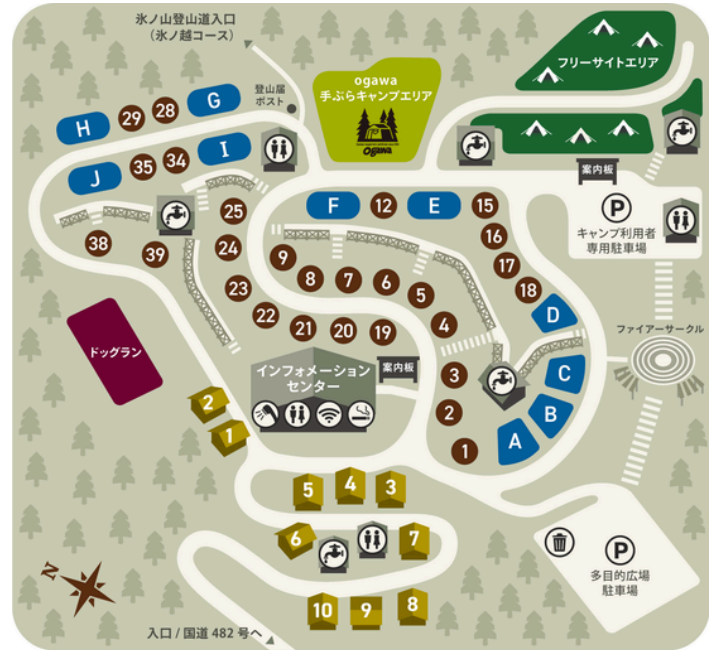 氷ノ山登山道入口
（氷ノ越コース）
登山届
ポスト
ogawa
手ぶらキャンプエリア
ogawa
フリーサイトエリア
案内板
P
キャンプ利用者
専用駐車場
ファイアーサークル
H
29
28
G
J
35
34
I
38
39
25
24
23
22
21
20
19
F
12
E
15
16
17
18
D
C
B
A
9
8
7
6
5
4
3
2
1
ドッグラン
インフォメーション
センター
案内板
2
1
5
4
3
6
7
10
9
8
P
多目的広場
駐車場
N
入口 / 国道 482 号へ